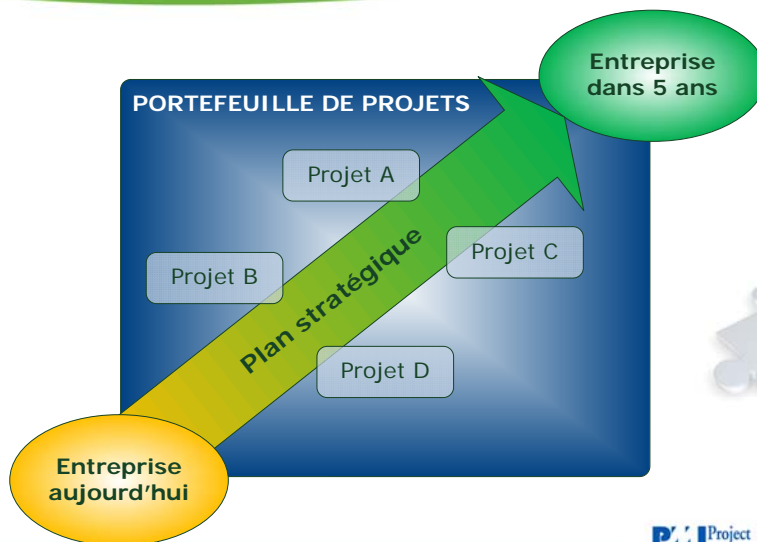 Entreprise
dans 5 ans
PORTEFEUILLE DE PROJETS
Projet A
Projet B
Projet C
Plan stratégique
Projet D
Entreprise
aujourd'hui
Project